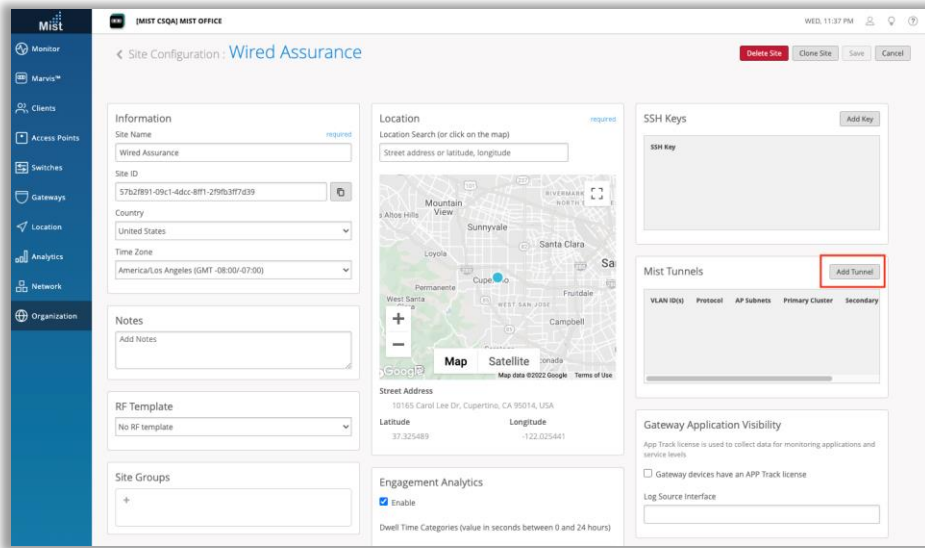 Mist
[MIST CSQA] MIST OFFICE
WED, 11:37 PM
Monitor
Marvis™
Clients
Access Points
Switches
Gateways
Location
Analytics
Network
Organization
< Site Configuration : Wired Assurance
Delete Site
Clone Site
Save
Cancel
Information
Site Name
required
Wired Assurance
Site ID
57b2f891-09c1-4dcc-8ff1-2f9fb3ff7d39
Country
United States
Time Zone
America/Los Angeles (GMT -08:00/-07:00)
Notes
Add Notes
RF Template
No RF template
Site Groups
+
Location
required
Location Search (or click on the map)
Street address or latitude, longitude
Mountain
View
s Altos Hills
RIVERMARK
NORTH
Sunnyvale
Santa Clara
Loyola
Sa
Permanente
Cupe
West Santa
WEST SAN JOSE
Fruitdale
Campbell
+
−
Map
Satellite
Google
Map data ©2022 Google
Terms of Use
Street Address
10165 Carol Lee Dr, Cupertino, CA 95014, USA
Latitude
Longitude
37.325489
-122.025441
Engagement Analytics
Enable
Dwell Time Categories (value in seconds between 0 and 24 hours)
SSH Keys
Add Key
SSH Key
Mist Tunnels
Add Tunnel
VLAN ID(s) Protocol AP Subnets Primary Cluster Secondary
Gateway Application Visibility
App Track license is used to collect data for monitoring applications and
service levels
Gateway devices have an APP Track license
Log Source Interface